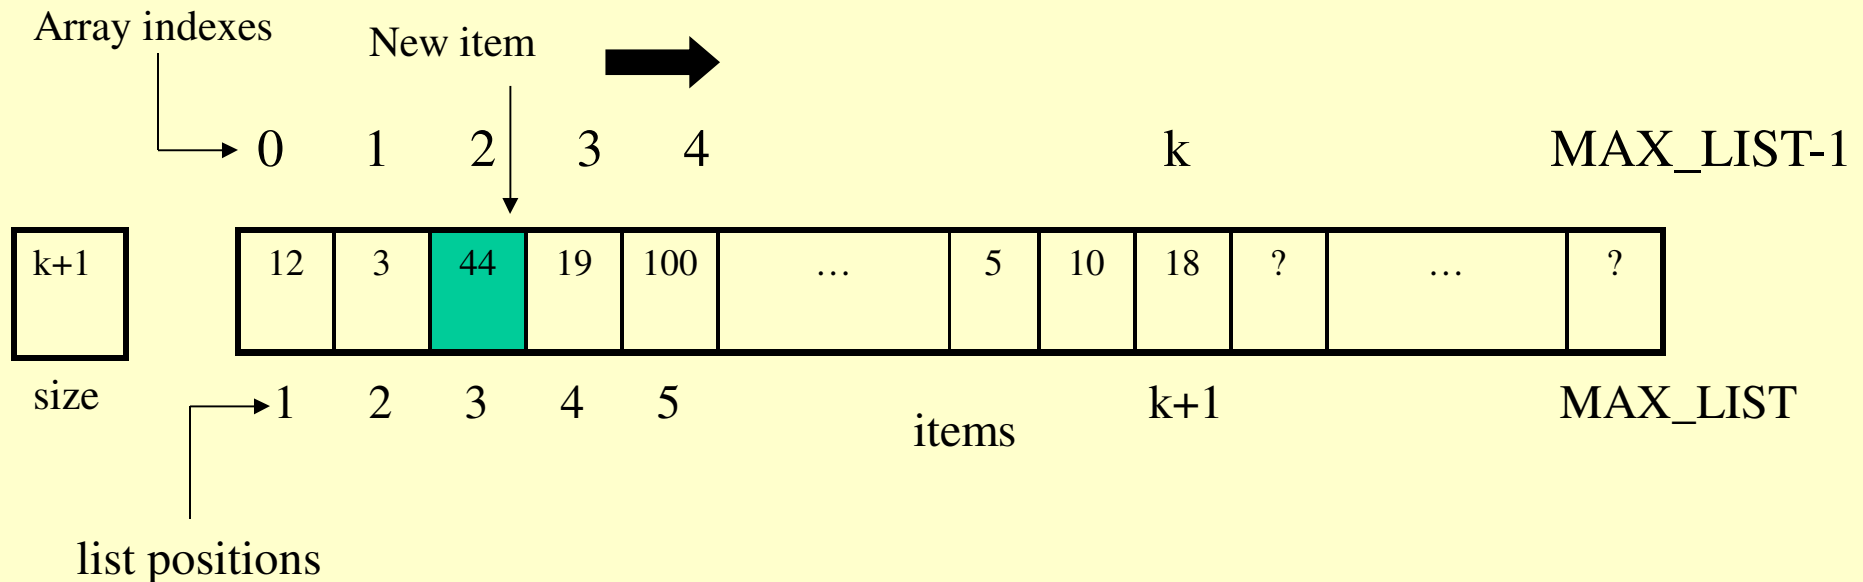 Array indexes
New item
0 1 2 3 4 k MAX_LIST-1
k+1 12 3 44 19 100 … 5 10 18 ? … ?
size 1 2 3 4 5 items k+1 MAX_LIST
list positions